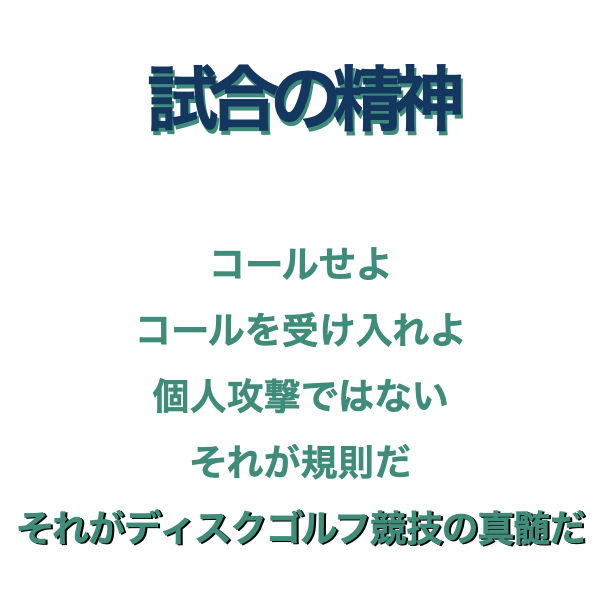 試合の精神
コールせよ
コールを受け入れよ
個人攻撃ではない
それが規則だ
それがディスクゴルフ競技の真髄だ